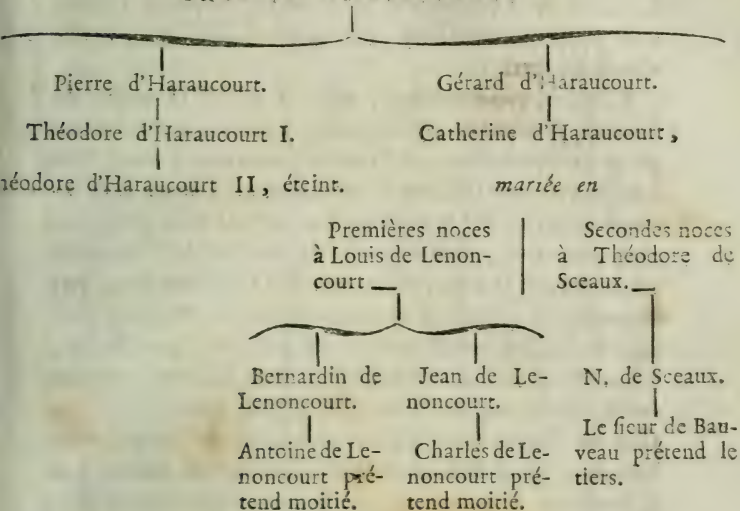 Pierre d'Haraucourt. Gérard d'Haraucourt.
Théodore d'Haraucourt I. Catherine d'Haraucourt,
héodore d'Haraucourt II, éteint. mariée en
Premières noces
à Louis de Lenon-
court
Secondes noces
à Théodore de
Sceaux.
Bernardin de
Lenoncourt.
Jean de Le-
noncourt.
N. de Sceaux.
Antoine de Le-
noncourt pré-
tend moitié.
Charles de Le-
noncourt pré-
tend moitié.
Le sieur de Bau-
veau prétend le
tiers.